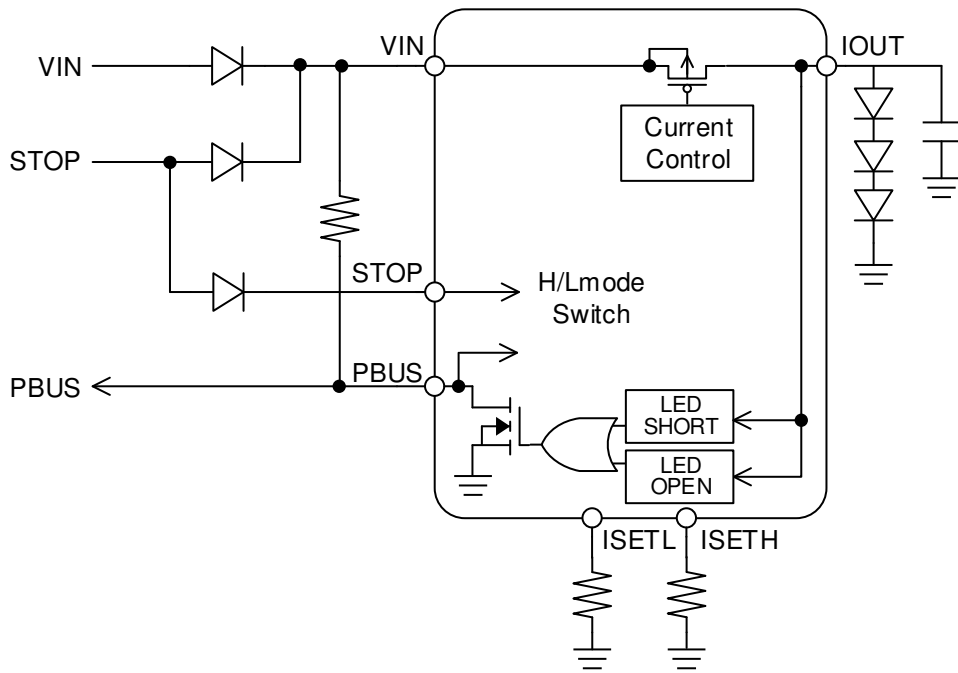 VIN
STOP
PBUS
VIN
STOP
PBUS
IOUT
Current
Control
H/Lmode
Switch
LED
SHORT
LED
OPEN
ISETL
ISETH